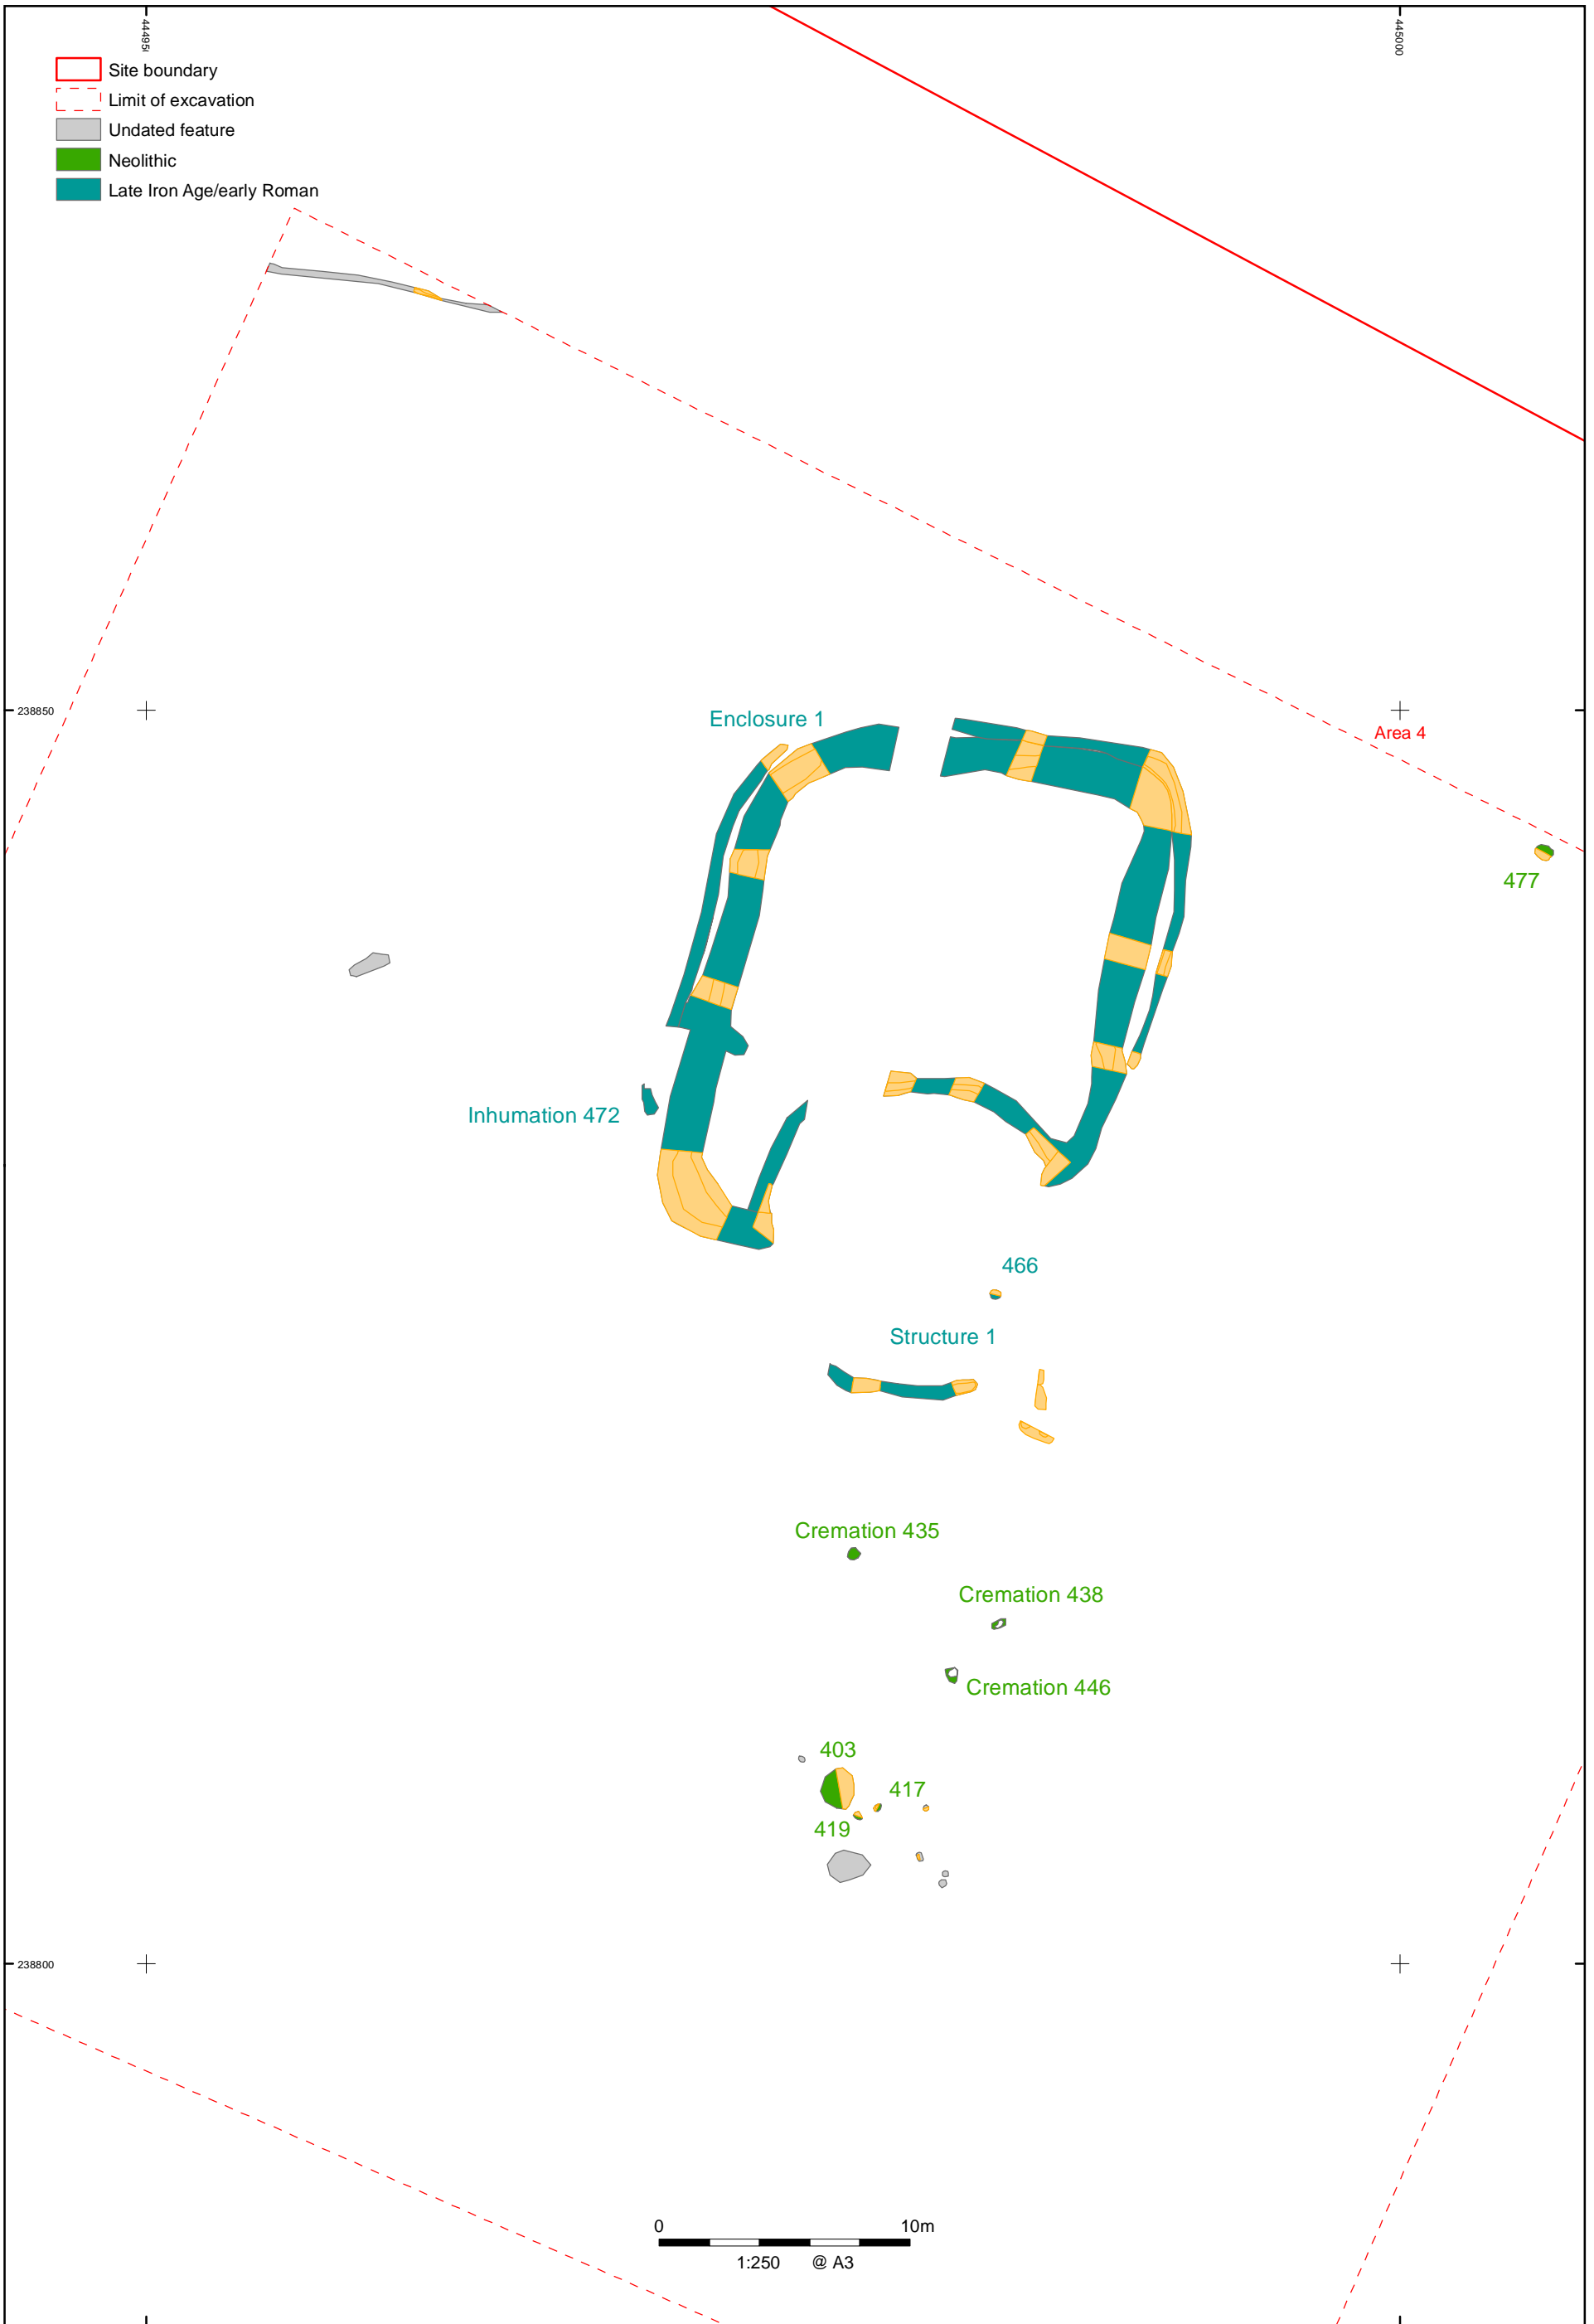 445000
Site boundary
Limit of excavation
Undated feature
Neolithic
Late Iron Age/early Roman
238850
Enclosure 1
Area 4
477
Inhumation 472
466
Structure 1
Cremation 435
Cremation 438
Cremation 446
403
417
419
238800
0 10m
1:250 @ A3